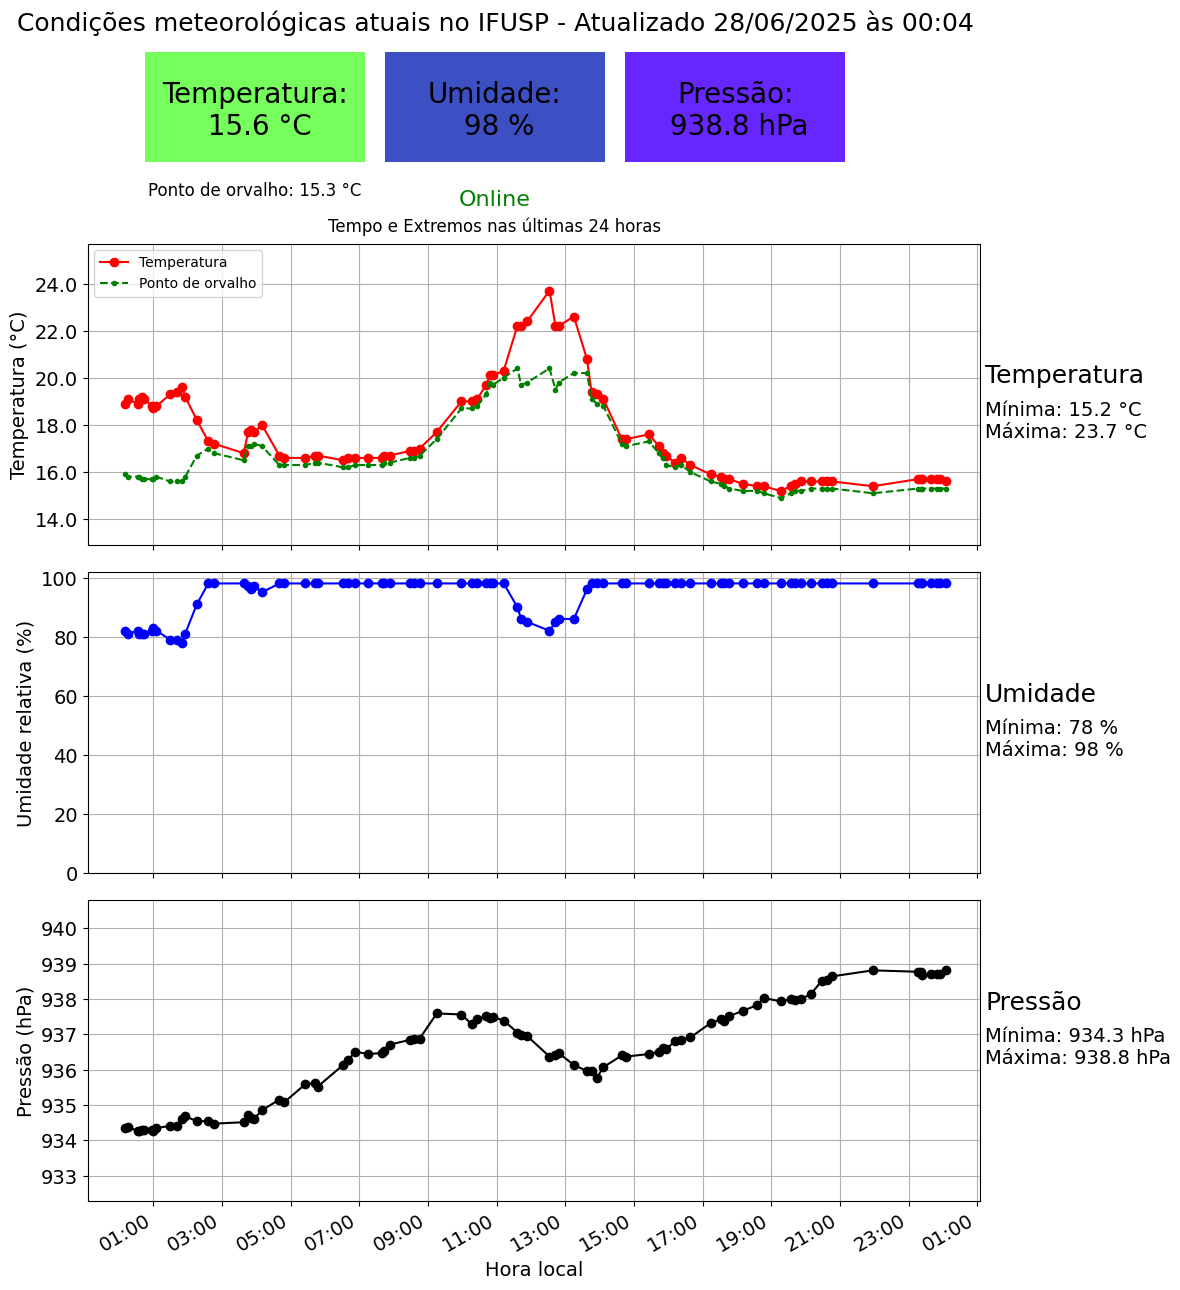 Condições meteorológicas atuais no IFUSP - Atualizado 28/06/2025 às 00:04
Temperatura:
15.6 °C
Umidade:
98 %
Pressão:
938.8 hPa
Ponto de orvalho: 15.3 °C
Online
Tempo e Extremos nas últimas 24 horas
Temperatura
Ponto de orvalho
Temperatura (°C)
24.0
22.0
20.0
18.0
16.0
14.0
Temperatura
Mínima: 15.2 °C
Máxima: 23.7 °C
Umidade relativa (%)
100
80
60
40
20
0
Umidade
Mínima: 78 %
Máxima: 98 %
Pressão (hPa)
940
939
938
937
936
935
934
933
Pressão
Mínima: 934.3 hPa
Máxima: 938.8 hPa
01:00 03:00 05:00 07:00 09:00 11:00 13:00 15:00 17:00 19:00 21:00 23:00 01:00
Hora local